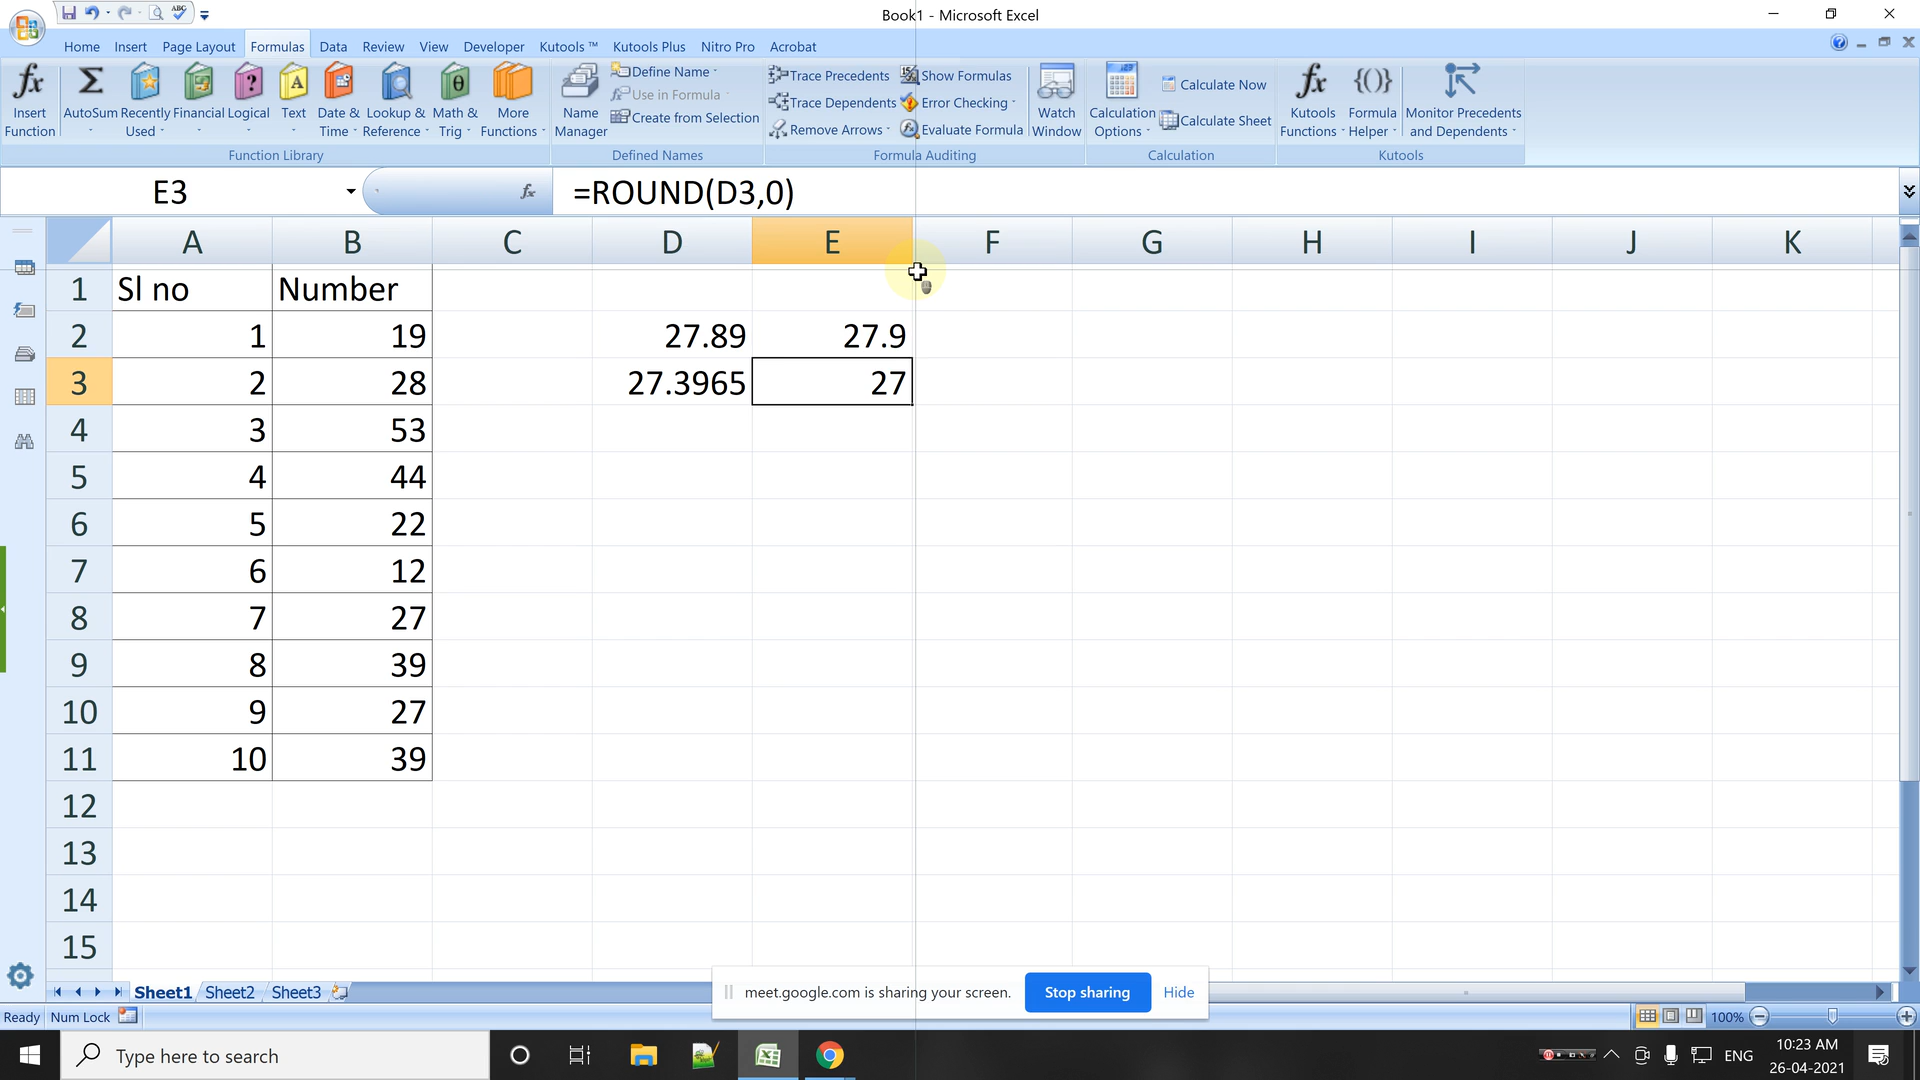 Book1 - Microsoft Excel
Home Insert Page Layout Formulas Data Review View Developer Kutools ™ Kutools Plus Nitro Pro Acrobat
Insert Function
AutoSum
Recently Used
Financial
Logical
Text
Date & Time
Lookup & Reference
Math & Trig
More Functions
Function Library
Name Manager
Define Name
Use in Formula
Create from Selection
Defined Names
Trace Precedents
Trace Dependents
Remove Arrows
Show Formulas
Error Checking
Evaluate Formula
Formula Auditing
Watch Window
Calculation Options
Calculate Now
Calculate Sheet
Calculation
Kutools Functions
Formula Helper
Monitor Precedents and Dependents
Kutools
E3 fx =ROUND(D3,0)
A B C D E F G H I J K
1 Sl no Number
2 1 19 27.89 27.9
3 2 28 27.3965 27
4 3 53
5 4 44
6 5 22
7 6 12
8 7 27
9 8 39
10 9 27
11 10 39
12
13
14
15
Sheet1 Sheet2 Sheet3
meet.google.com is sharing your screen. Stop sharing Hide
Ready Num Lock 100%
Type here to search
ENG
10:23 AM
26-04-2021